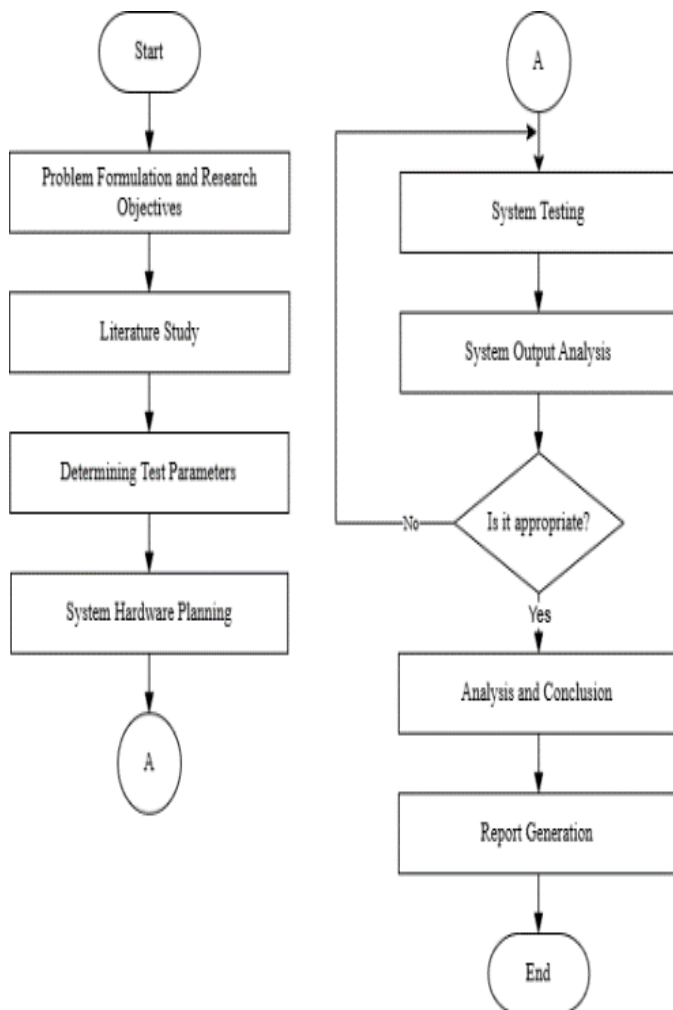 Start
Problem Formulation and Research
Objectives
Literature Study
Determining Test Parameters
System Hardware Planning
A
A
System Testing
System Output Analysis
Is it appropriate?
No
Yes
Analysis and Conclusion
Report Generation
End